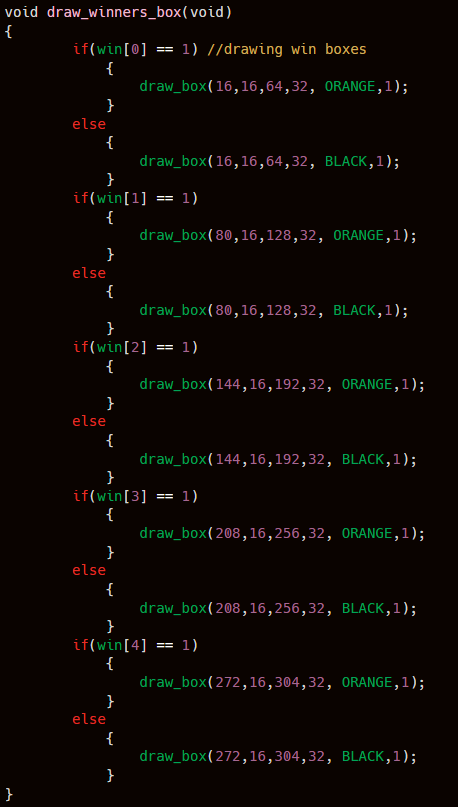 void draw_winners_box(void)
{
        if(win[0] == 1) //drawing win boxes
            {
                draw_box(16,16,64,32, ORANGE,1);
            }
        else
            {
                draw_box(16,16,64,32, BLACK,1);
            }
        if(win[1] == 1)
            {
                draw_box(80,16,128,32, ORANGE,1);
            }
        else
            {
                draw_box(80,16,128,32, BLACK,1);
            }
        if(win[2] == 1)
            {
                draw_box(144,16,192,32, ORANGE,1);
            }
        else
            {
                draw_box(144,16,192,32, BLACK,1);
            }
        if(win[3] == 1)
            {
                draw_box(208,16,256,32, ORANGE,1);
            }
        else
            {
                draw_box(208,16,256,32, BLACK,1);
            }
        if(win[4] == 1)
            {
                draw_box(272,16,304,32, ORANGE,1);
            }
        else
            {
                draw_box(272,16,304,32, BLACK,1);
            }
}